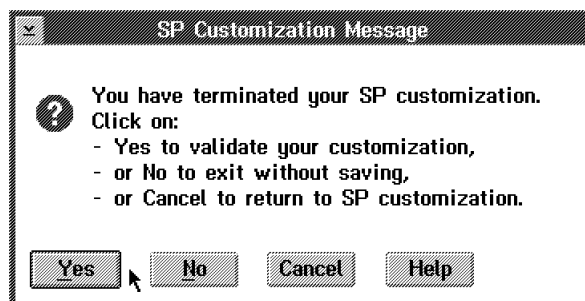 SP Customization Message
You have terminated your SP customization.
Click on:
- Yes to validate your customization,
- or No to exit without saving,
- or Cancel to return to SP customization.
Yes No Cancel Help